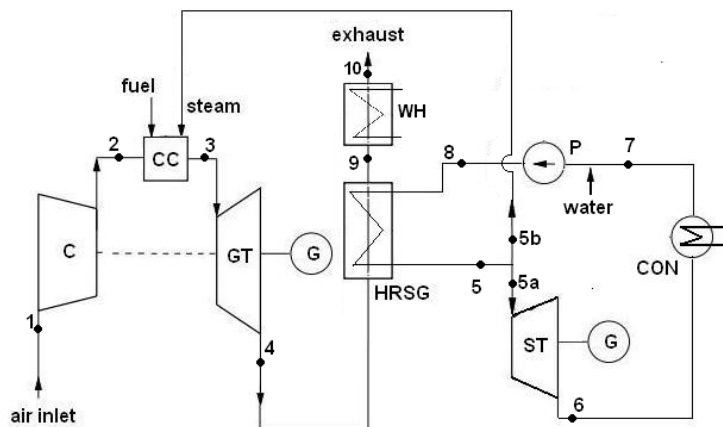 exhaust
10
fuel
steam
WH
2
CC
3
9
8
P
7
water
C
GT
G
HRSG
5
5b
5a
CON
1
4
ST
G
6
air inlet